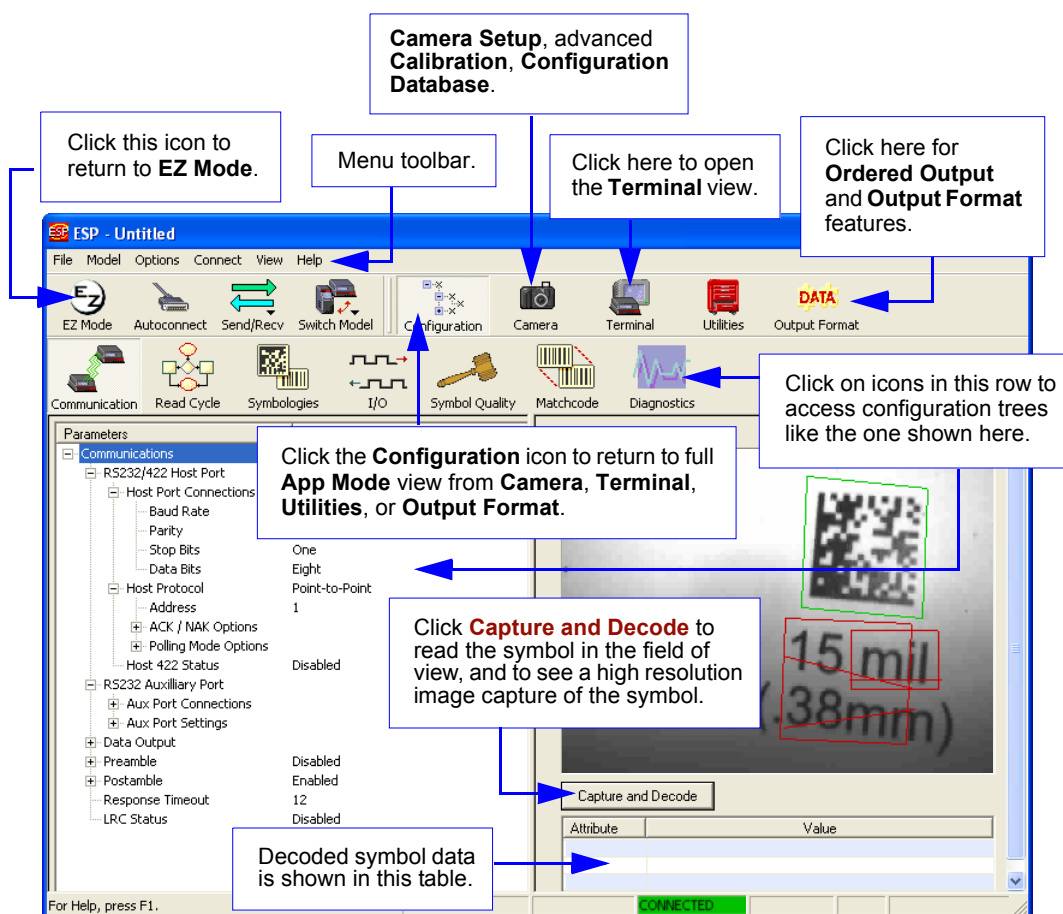 Camera Setup, advanced
Calibration, Configuration
Database.
Click this icon to
return to EZ Mode.
Menu toolbar.
Click here to open
the Terminal view.
Click here for
Ordered Output
and Output Format
features.
ESP - Untitled
File Model Options Connect View Help
EZ
DATA
EZ Mode Autoconnect Send/Recv Switch Model Configuration Camera Terminal Utilities Output Format
Communication Read Cycle Symbologies I/O Symbol Quality Matchcode Diagnostics
Click on icons in this row to
access configuration trees
like the one shown here.
Parameters
Communications
RS232/422 Host Port
Host Port Connections
Baud Rate
Parity
Stop Bits One
Data Bits Eight
Host Protocol Point-to-Point
Address 1
ACK / NAK Options
Polling Mode Options
Host 422 Status Disabled
RS232 Auxilliary Port
Aux Port Connections
Aux Port Settings
Data Output
Preamble Disabled
Postamble Enabled
Response Timeout 12
LRC Status Disabled
Click the Configuration icon to return to full
App Mode view from Camera, Terminal,
Utilities, or Output Format.
15 mil
(.38mm)
Click Capture and Decode to
read the symbol in the field of
view, and to see a high resolution
image capture of the symbol.
Capture and Decode
Attribute Value
Decoded symbol data
is shown in this table.
For Help, press F1.
CONNECTED